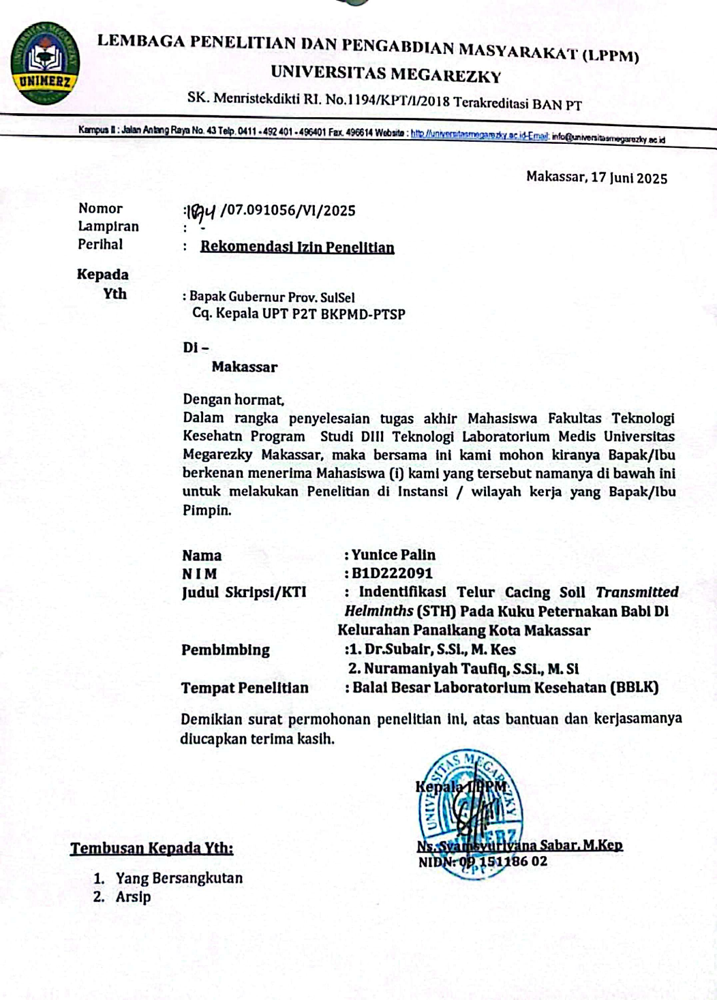 LEMBAGA PENELITIAN DAN PENGABDIAN MASYARAKAT (LPPM)
UNIVERSITAS MEGAREZKY
SK. Menristekdikti RI. No.1194/KPT/I/2018 Terakreditasi BAN PT
UNIVERSITAS MEGAREZKY
UNIMERZ
Kampus II : Jalan Antang Raya No. 43 Telp. 0411 - 492 401 - 496401 Fax. 496614 Website : http://universitasmegarezky.ac.id-Email: info@universitasmegarezky.ac.id
Makassar, 17 Juni 2025
Nomor : /07.091056/VI/2025
Lampiran : -
Perihal : Rekomendasi Izin Penelitian
Kepada
Yth : Bapak Gubernur Prov. SulSel
Cq. Kepala UPT P2T BKPMD-PTSP
Di –
Makassar
Dengan hormat,
Dalam rangka penyelesaian tugas akhir Mahasiswa Fakultas Teknologi
Kesehatn Program Studi DIII Teknologi Laboratorium Medis Universitas
Megarezky Makassar, maka bersama ini kami mohon kiranya Bapak/Ibu
berkenan menerima Mahasiswa (i) kami yang tersebut namanya di bawah ini
untuk melakukan Penelitian di Instansi / wilayah kerja yang Bapak/Ibu
Pimpin.
Nama : Yunice Palin
N I M : B1D222091
Judul Skripsi/KTI : Indentifikasi Telur Cacing Soil Transmitted
Helminths (STH) Pada Kuku Peternakan Babi Di
Kelurahan Panaikang Kota Makassar
Pembimbing :1. Dr.Subair, S.Si., M. Kes
2. Nuramaniyah Taufiq, S.Si., M. Si
Tempat Penelitian : Balai Besar Laboratorium Kesehatan (BBLK)
Demikian surat permohonan penelitian ini, atas bantuan dan kerjasamanya
diucapkan terima kasih.
UNIVERSITAS MEGAREZKY
Kepala LPPM
UNIMERZ
Ns. Syamsyuriyana Sabar, M.Kep
NIDN: 09 151186 02
LPPM
Tembusan Kepada Yth:
1. Yang Bersangkutan
2. Arsip